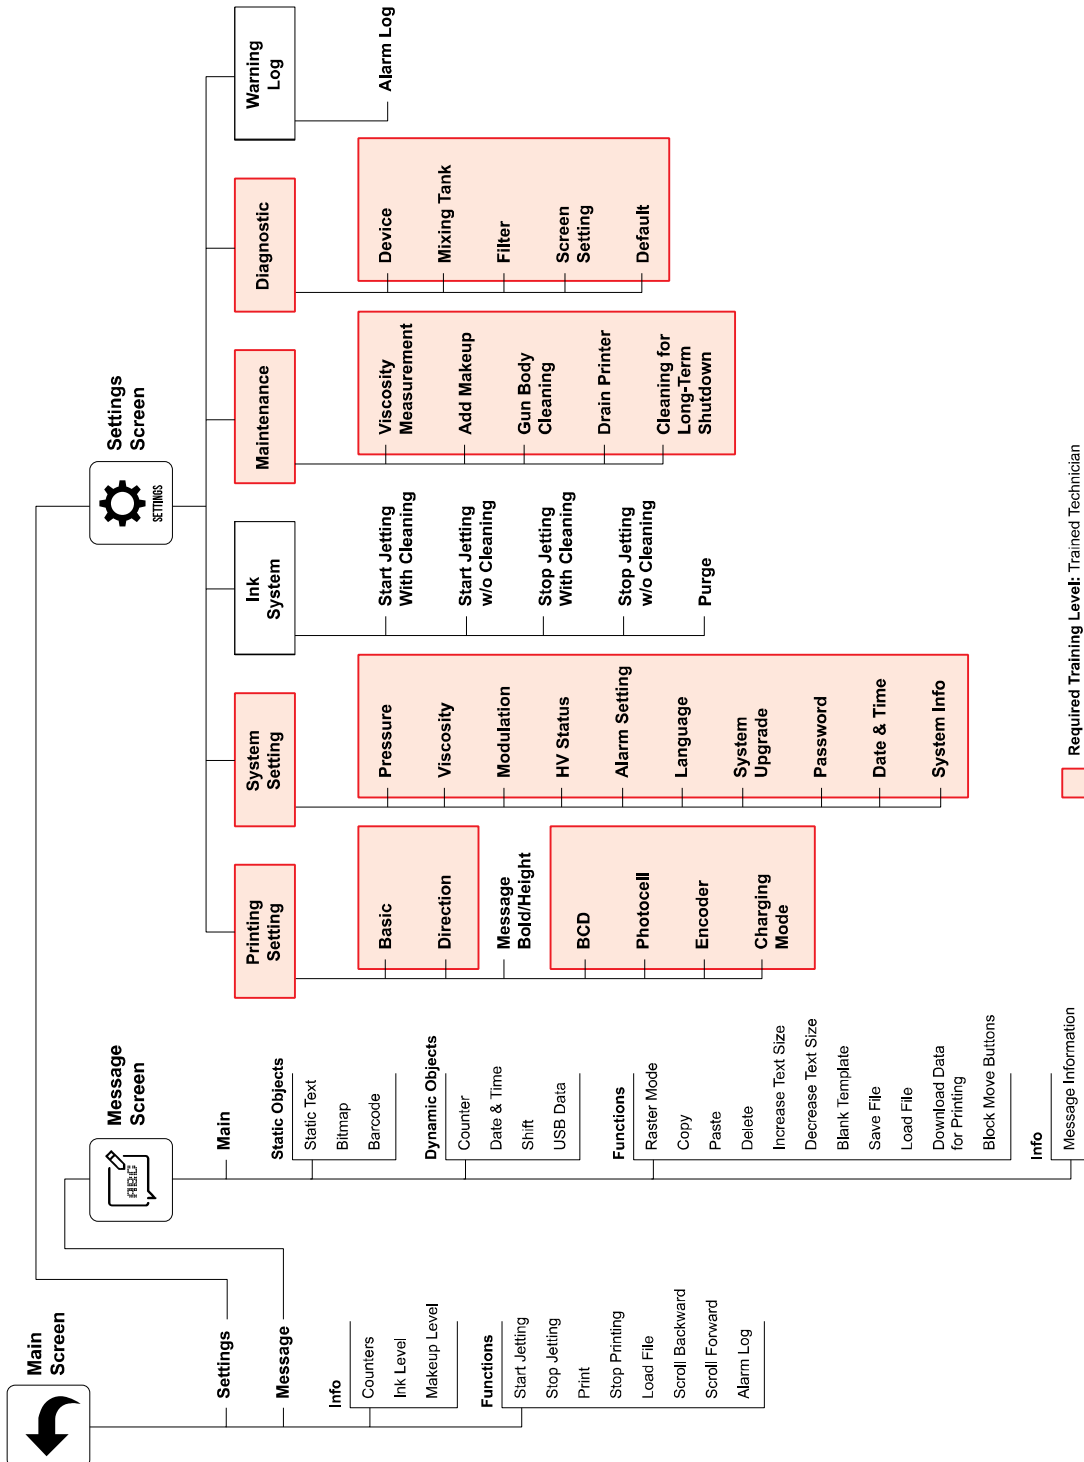 Main
Screen
Settings
Message
Info
Counters
Ink Level
Makeup Level
Functions
Start Jetting
Stop Jetting
Print
Stop Printing
Load File
Scroll Backward
Scroll Forward
Alarm Log
Message
Screen
ABC
Main
Static Objects
Static Text
Bitmap
Barcode
Dynamic Objects
Counter
Date & Time
Shift
USB Data
Functions
Raster Mode
Copy
Paste
Delete
Increase Text Size
Decrease Text Size
Blank Template
Save File
Load File
Download Data
for Printing
Block Move Buttons
Info
Message Information
Settings
Screen
SETTINGS
Printing
Setting
Basic
Direction
Message
Bold/Height
BCD
Photocell
Encoder
Charging
Mode
System
Setting
Pressure
Viscosity
Modulation
HV Status
Alarm Setting
Language
System
Upgrade
Password
Date & Time
System Info
Ink
System
Start Jetting
With Cleaning
Start Jetting
w/o Cleaning
Stop Jetting
With Cleaning
Stop Jetting
w/o Cleaning
Purge
Maintenance
Viscosity
Measurement
Add Makeup
Gun Body
Cleaning
Drain Printer
Cleaning for
Long-Term
Shutdown
Diagnostic
Device
Mixing Tank
Filter
Screen
Setting
Default
Warning
Log
Alarm Log
Required Training Level: Trained Technician